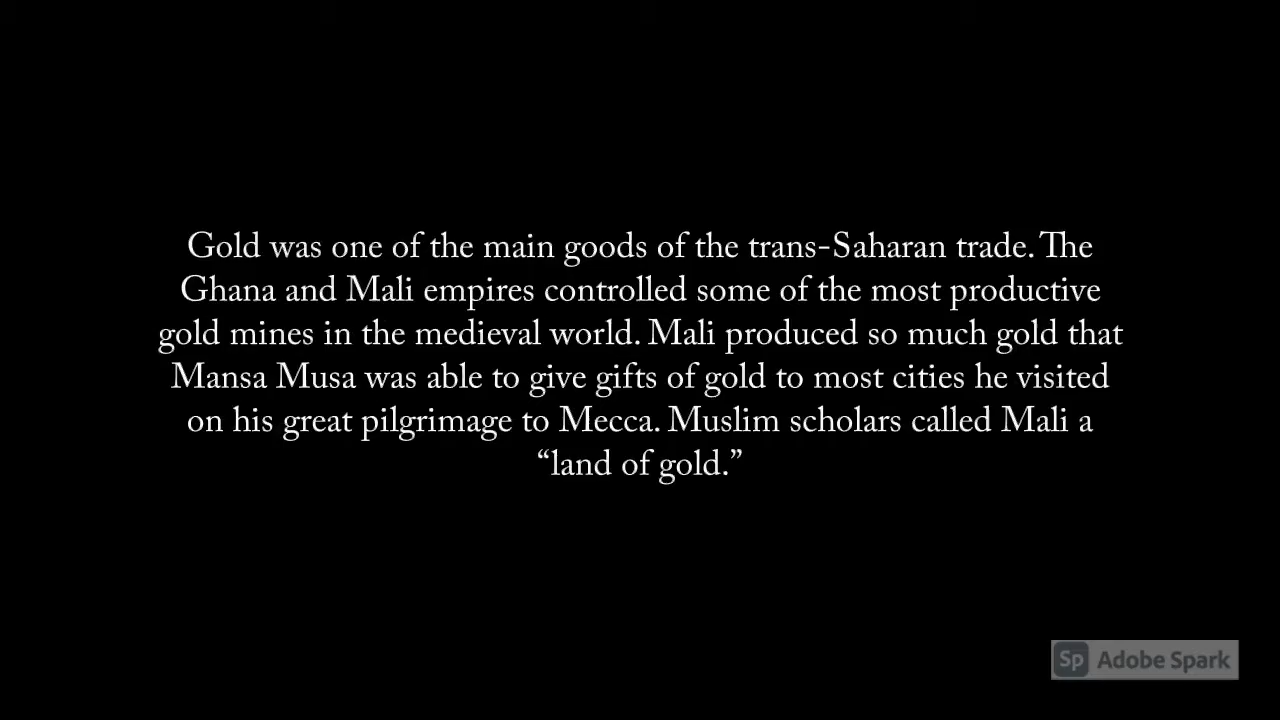 Gold was one of the main goods of the trans-Saharan trade. The
Ghana and Mali empires controlled some of the most productive
gold mines in the medieval world. Mali produced so much gold that
Mansa Musa was able to give gifts of gold to most cities he visited
on his great pilgrimage to Mecca. Muslim scholars called Mali a
“land of gold.”
Sp Adobe Spark